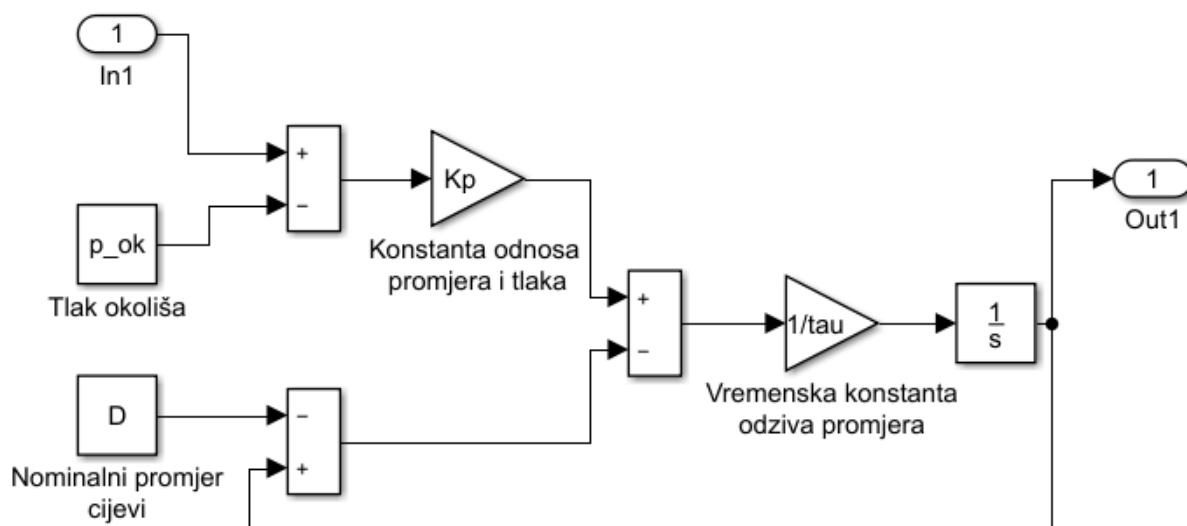 1
In1
+
−
p_ok
Tlak okoliša
Kp
Konstanta odnosa
promjera i tlaka
+
−
1/tau
Vremenska konstanta
odziva promjera
1
s
1
Out1
D
Nominalni promjer
cijevi
−
+